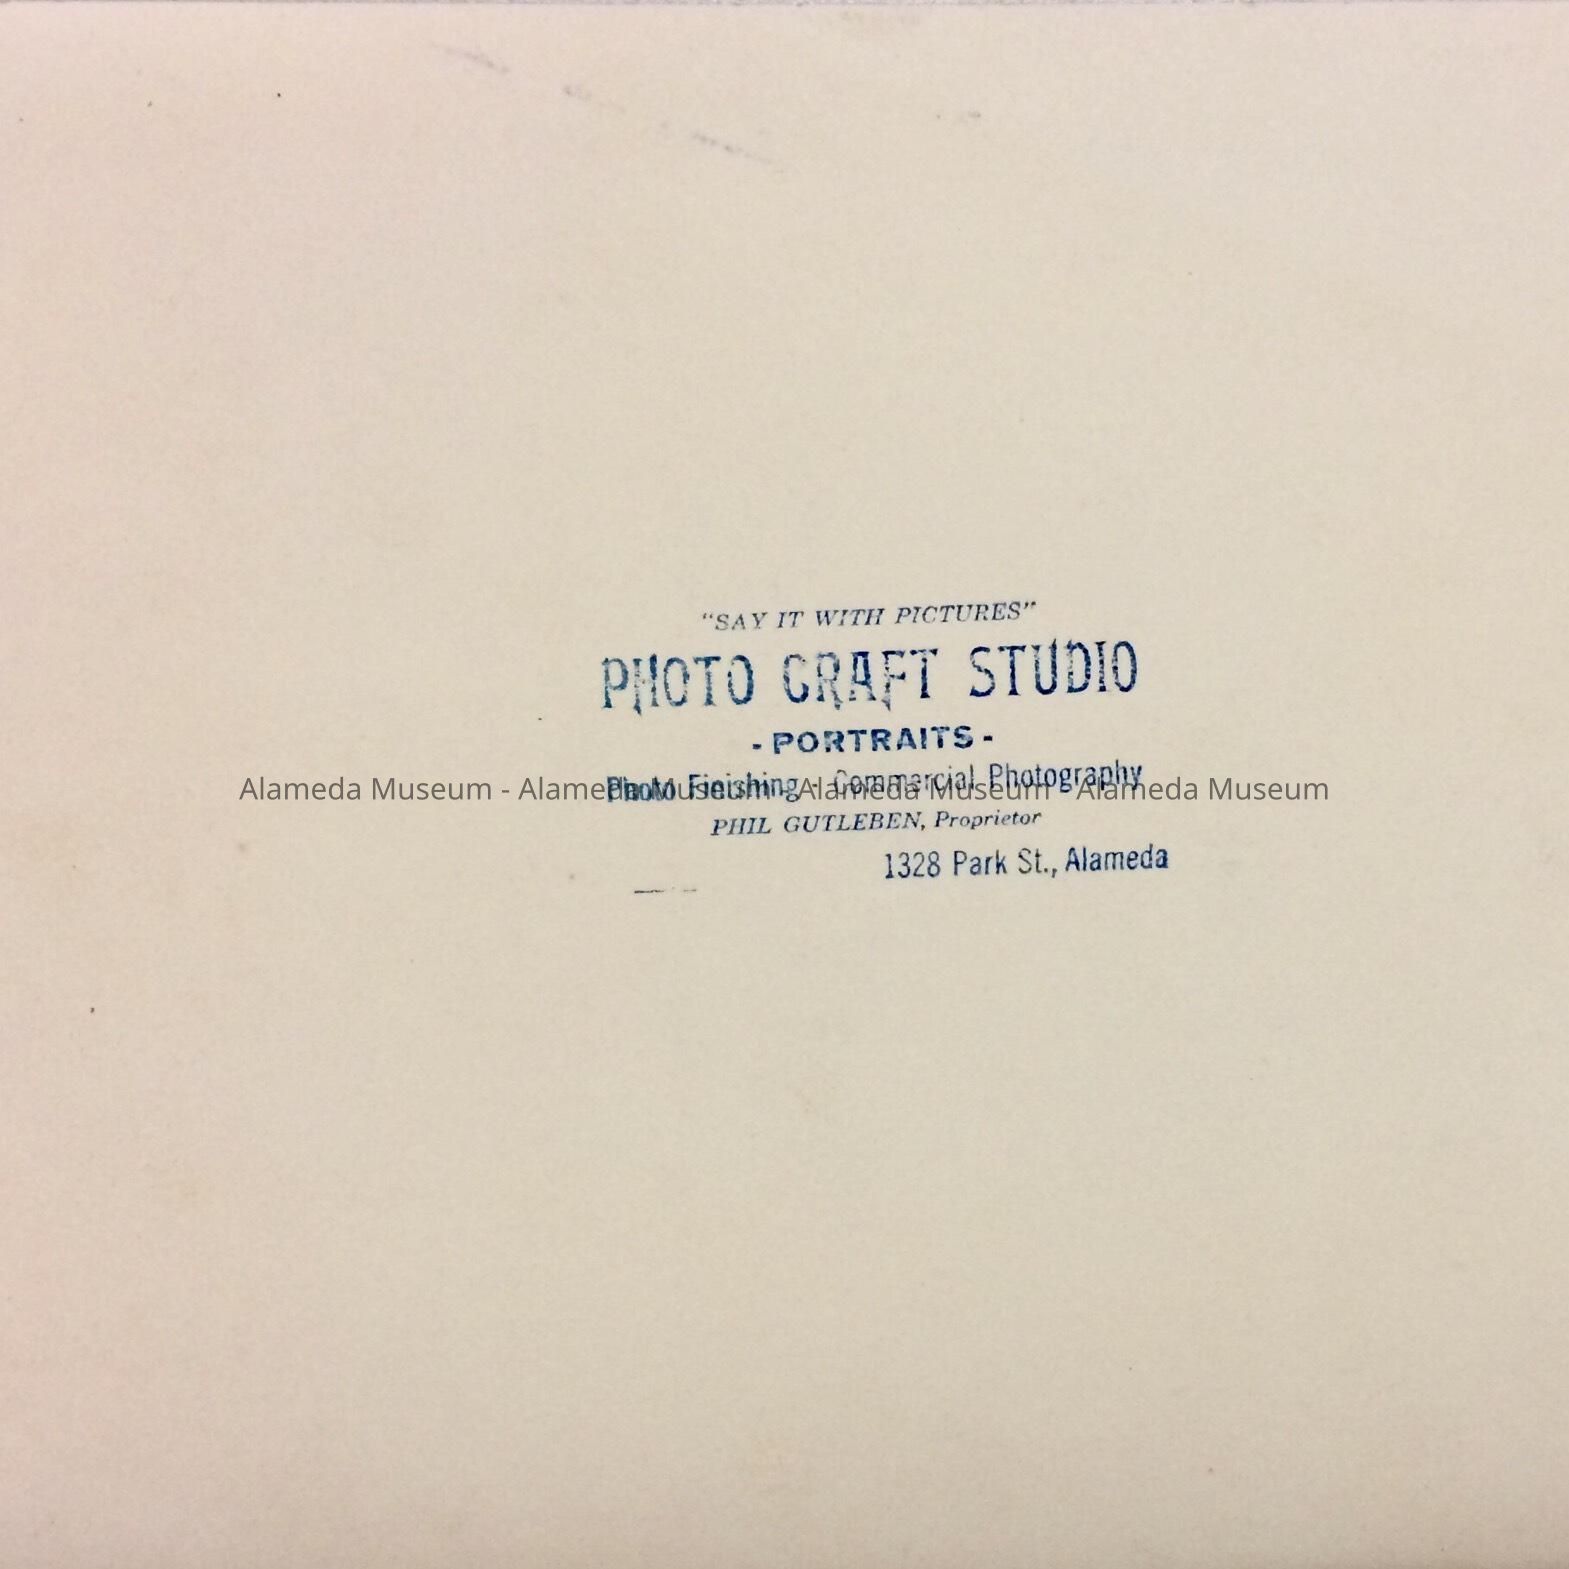 "SAY IT WITH PICTURES"
PHOTO CRAFT STUDIO
- PORTRAITS -
Photo Finishing - Commercial Photography
Alameda Museum - Alameda Museum - Alameda Museum - Alameda Museum
PHIL GUTLEBEN, Proprietor
1328 Park St., Alameda